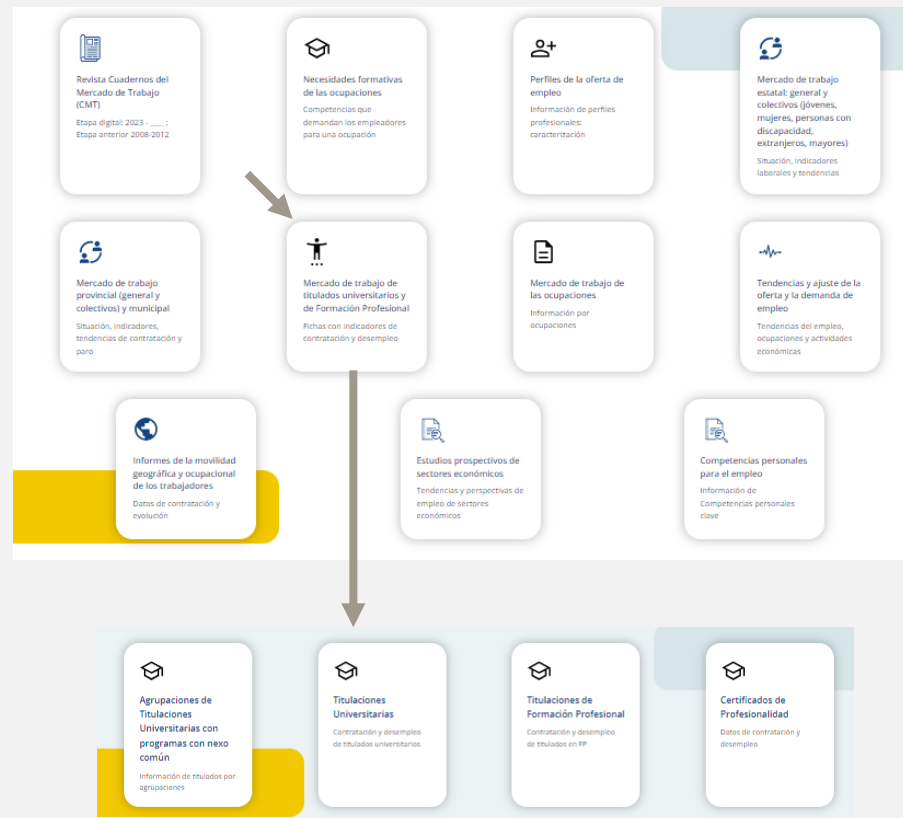 Revista Cuadernos del
Mercado de Trabajo
(CMT)
Etapa digital: 2023 - ____ :
Etapa anterior 2008-2012
Necesidades formativas
de las ocupaciones
Competencias que
demandan los empleadores
para una ocupación
Perfiles de la oferta de
empleo
Información de perfiles
profesionales:
caracterización
Mercado de trabajo
estatal: general y
colectivos (jóvenes,
mujeres, personas con
discapacidad,
extranjeros, mayores)
Situación, indicadores
laborales y tendencias
Mercado de trabajo
provincial (general y
colectivos) y municipal
Situación, indicadores,
tendencias de contratación y
paro
Mercado de trabajo de
titulados universitarios y
de Formación Profesional
Fichas con indicadores de
contratación y desempleo
Mercado de trabajo de
las ocupaciones
Información por
ocupaciones
Tendencias y ajuste de la
oferta y la demanda de
empleo
Tendencias del empleo,
ocupaciones y actividades
económicas
Informes de la movilidad
geográfica y ocupacional
de los trabajadores
Datos de contratación y
evolución
Estudios prospectivos de
sectores económicos
Tendencias y perspectivas de
empleo de sectores
económicos
Competencias personales
para el empleo
Información de
Competencias personales
clave
Agrupaciones de
Titulaciones
Universitarias con
programas con nexo
común
Información de titulados por
agrupaciones
Titulaciones
Universitarias
Contratación y desempleo
de titulados universitarios
Titulaciones de
Formación Profesional
Contratación y desempleo
de titulados en FP
Certificados de
Profesionalidad
Datos de contratación y
desempleo